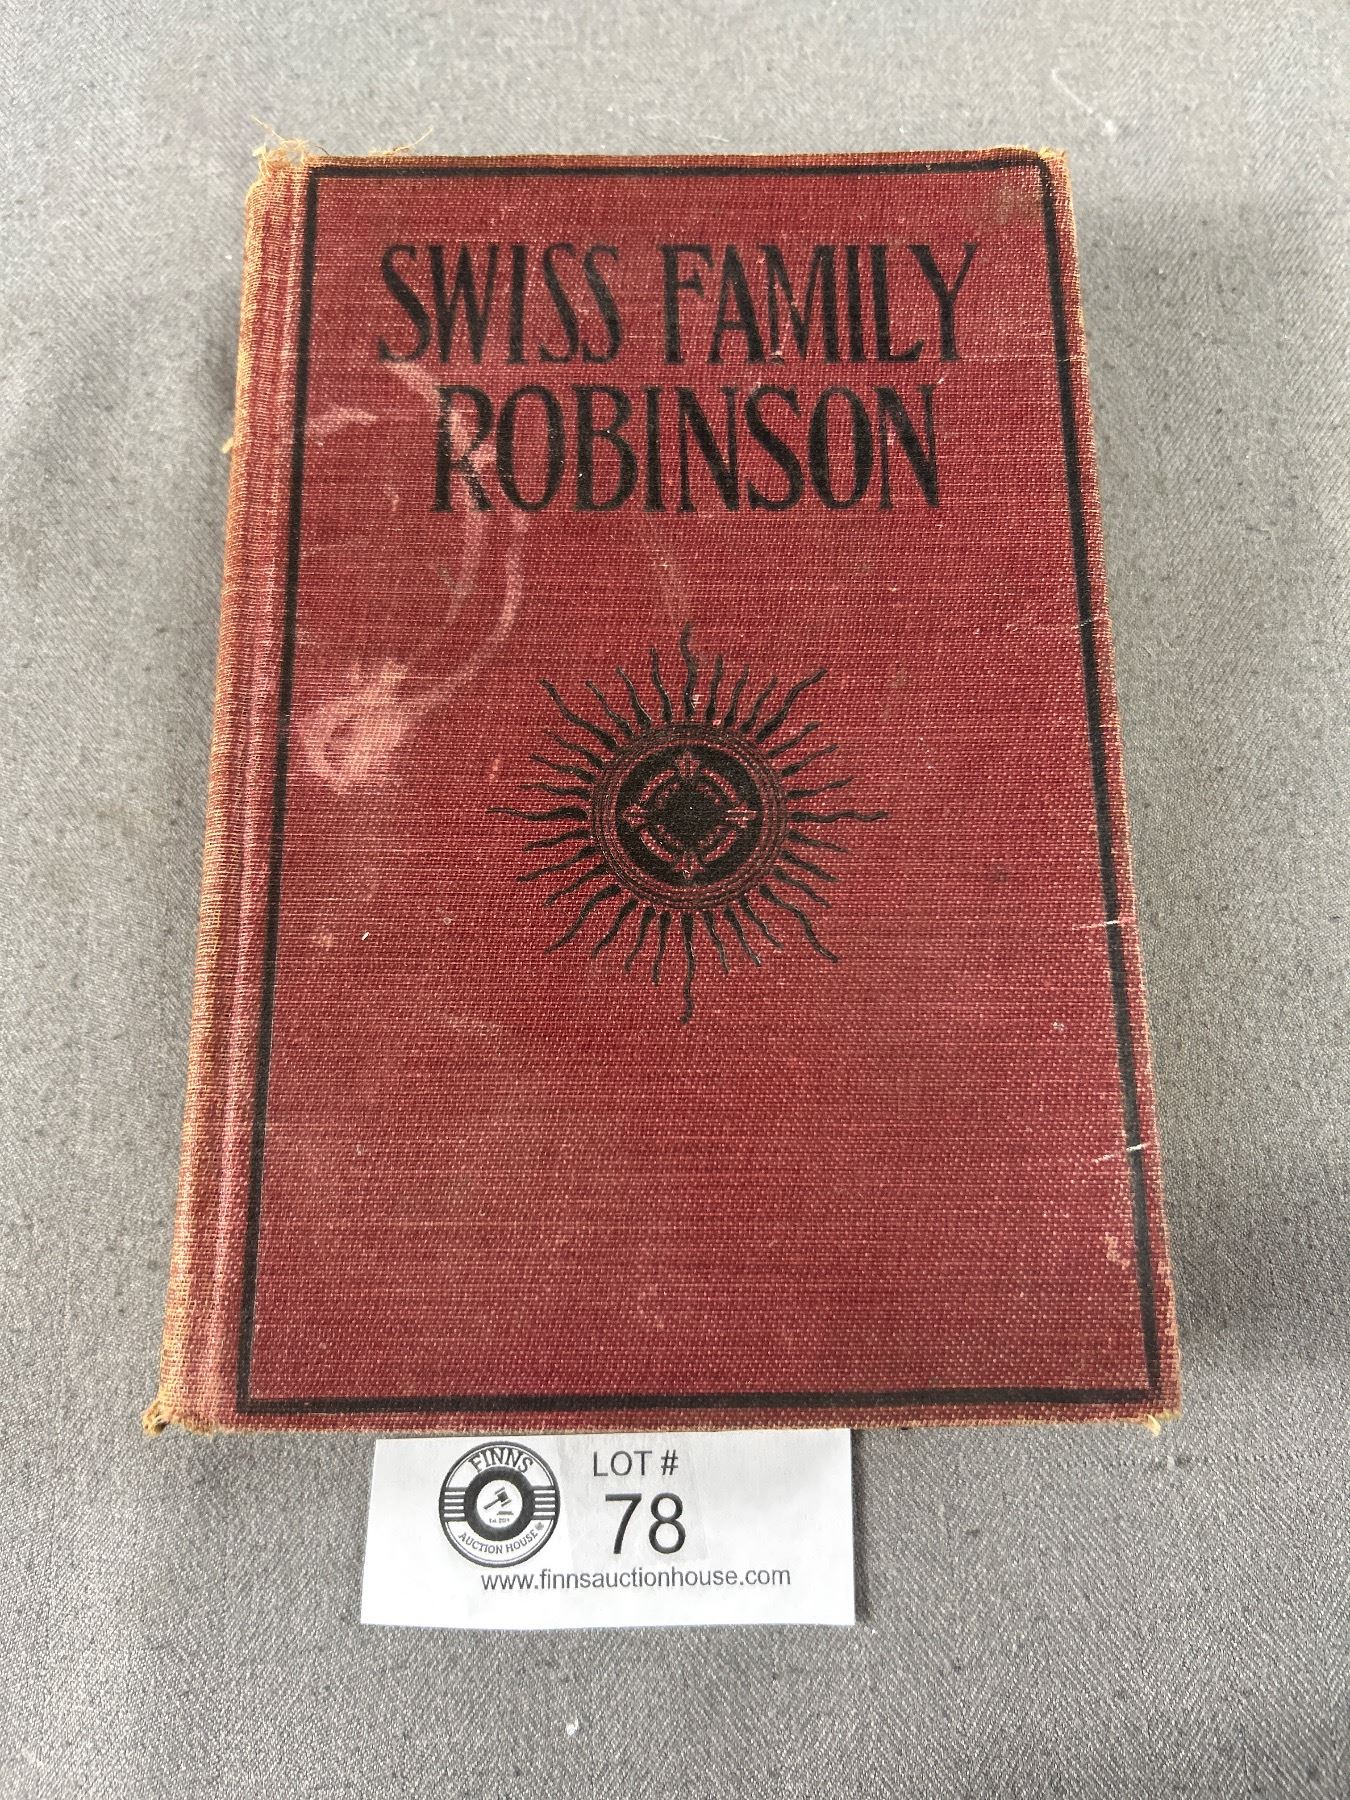 SWISS FAMILY
ROBINSON
FINNS
AUCTION HOUSE
LOT #
78
www.finnsauctionhouse.com